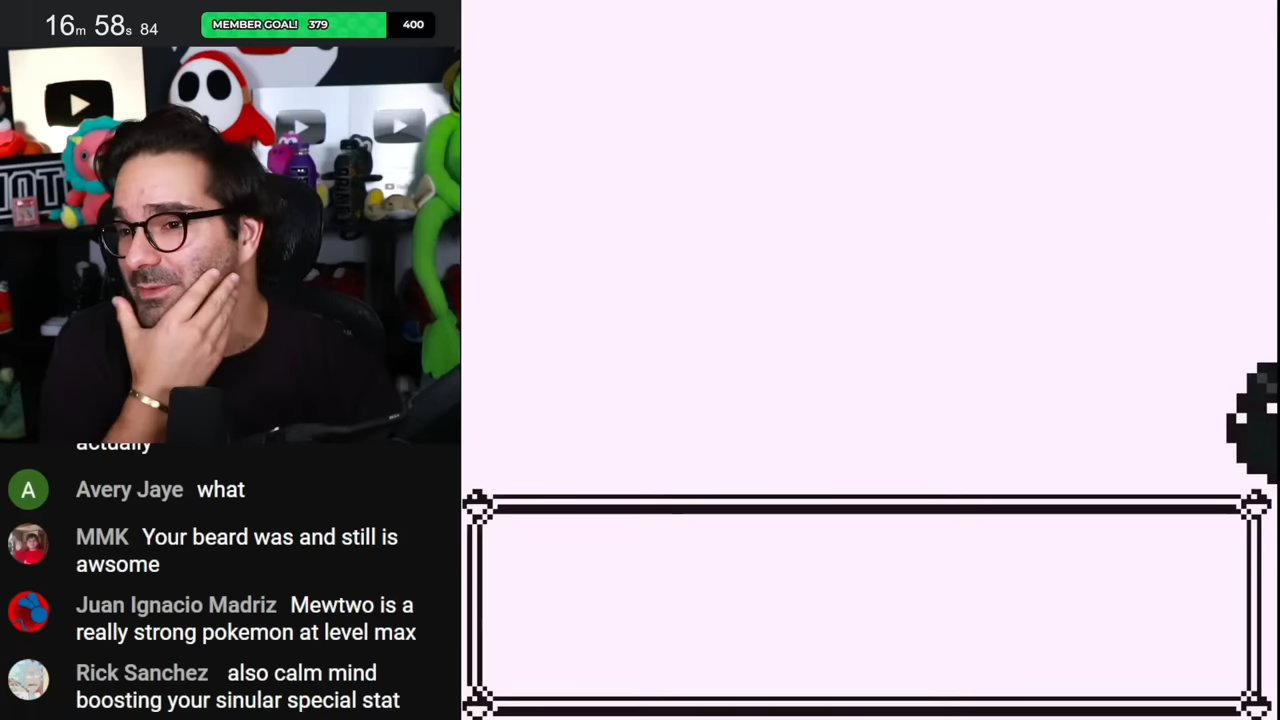 16m 58s 84
MEMBER GOAL! 379
400
actually
Avery Jaye what
A
MMK Your beard was and still is
awsome
Juan Ignacio Madriz Mewtwo is a
really strong pokemon at level max
Rick Sanchez also calm mind
boosting your sinular special stat